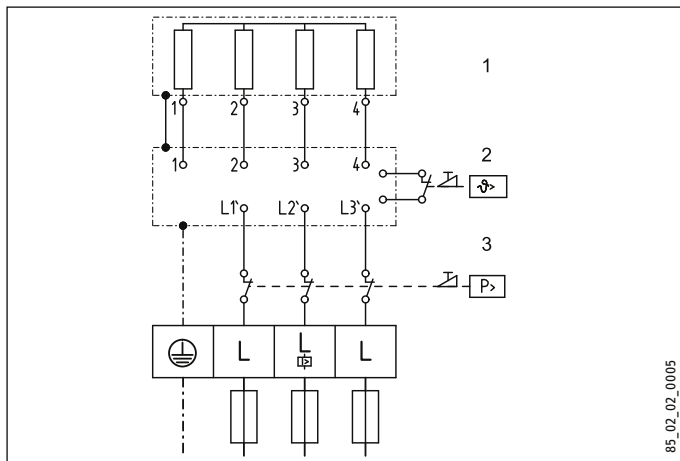 1
1 2 3 4
1 2 3 4
2
ϑ>
L1` L2` L3`
3
P>
L L L
I>
85_02_02_0005